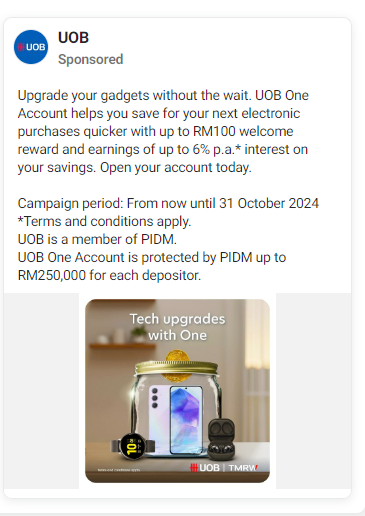 UOB
UOB
Sponsored
Upgrade your gadgets without the wait. UOB One
Account helps you save for your next electronic
purchases quicker with up to RM100 welcome
reward and earnings of up to 6% p.a.* interest on
your savings. Open your account today.
Campaign period: From now until 31 October 2024
*Terms and conditions apply.
UOB is a member of PIDM.
UOB One Account is protected by PIDM up to
RM250,000 for each depositor.
Tech upgrades
with One
10
Terms and conditions apply.
UOB | TMRW